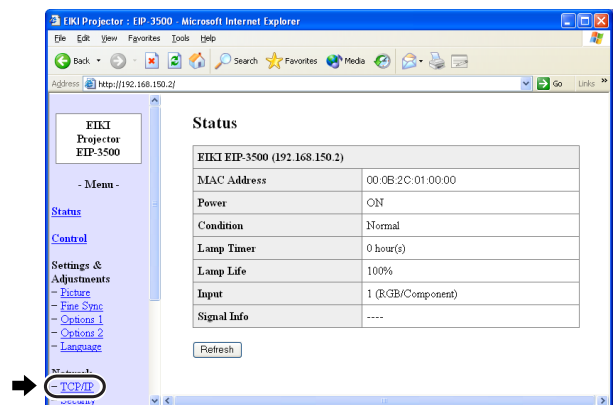 EIKI Projector : EIP-3500 - Microsoft Internet Explorer
File Edit View Favorites Tools Help
Back Search Favorites Media
Address http://192.168.150.2/ Go Links »
EIKI
Projector
EIP-3500
- Menu -
Status
Control
Settings &
Adjustments
- Picture
- Fine Sync
- Options 1
- Options 2
- Language
Network
- TCP/IP
- Security
Status
EIKI EIP-3500 (192.168.150.2)
MAC Address 00:0B:2C:01:00:00
Power ON
Condition Normal
Lamp Timer 0 hour(s)
Lamp Life 100%
Input 1 (RGB/Component)
Signal Info ----
Refresh